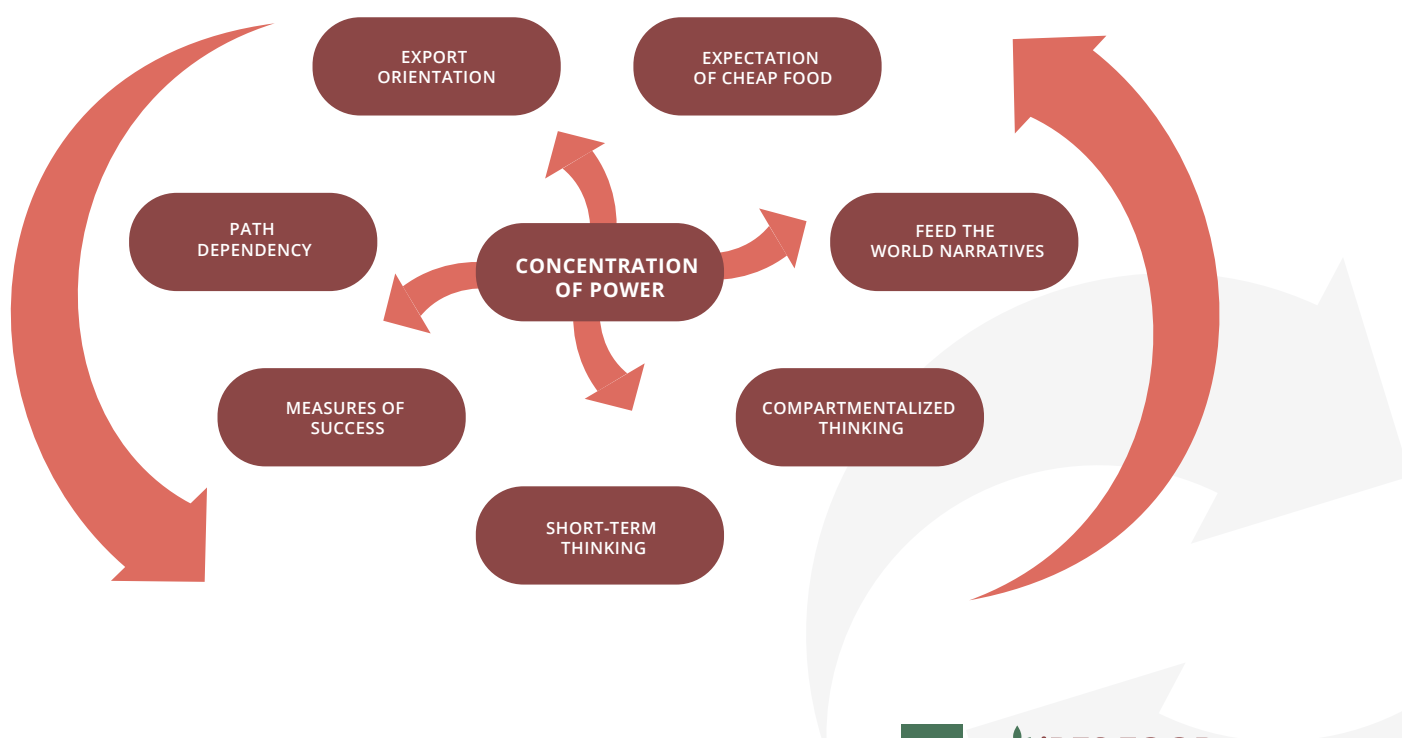 EXPORT
ORIENTATION
EXPECTATION
OF CHEAP FOOD
PATH
DEPENDENCY
CONCENTRATION
OF POWER
FEED THE
WORLD NARRATIVES
MEASURES OF
SUCCESS
COMPARTMENTALIZED
THINKING
SHORT-TERM
THINKING